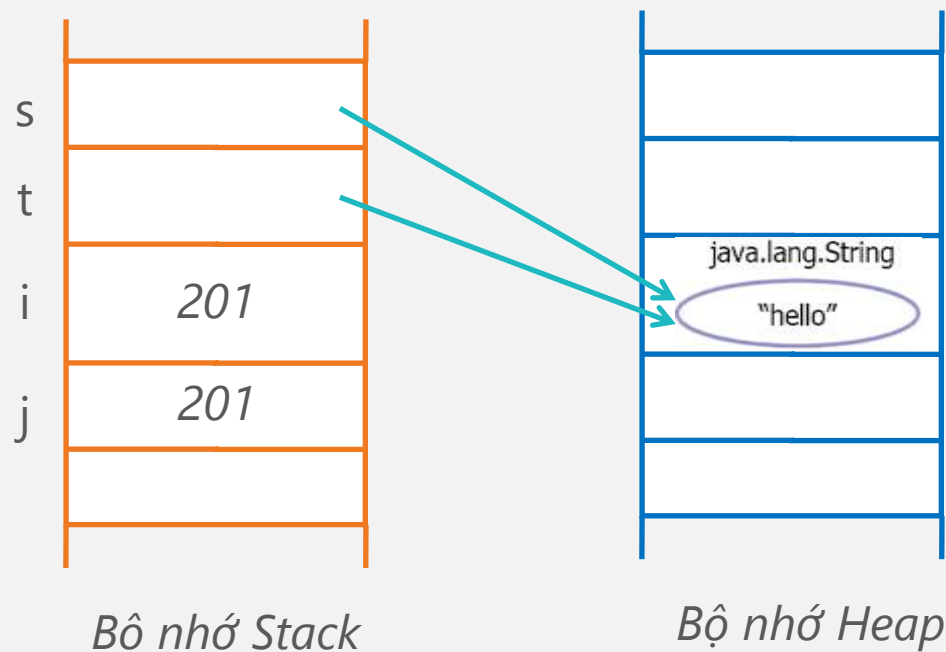 s
t
i 201
j 201
java.lang.String
“hello”
Bô nhớ Stack
Bộ nhớ Heap